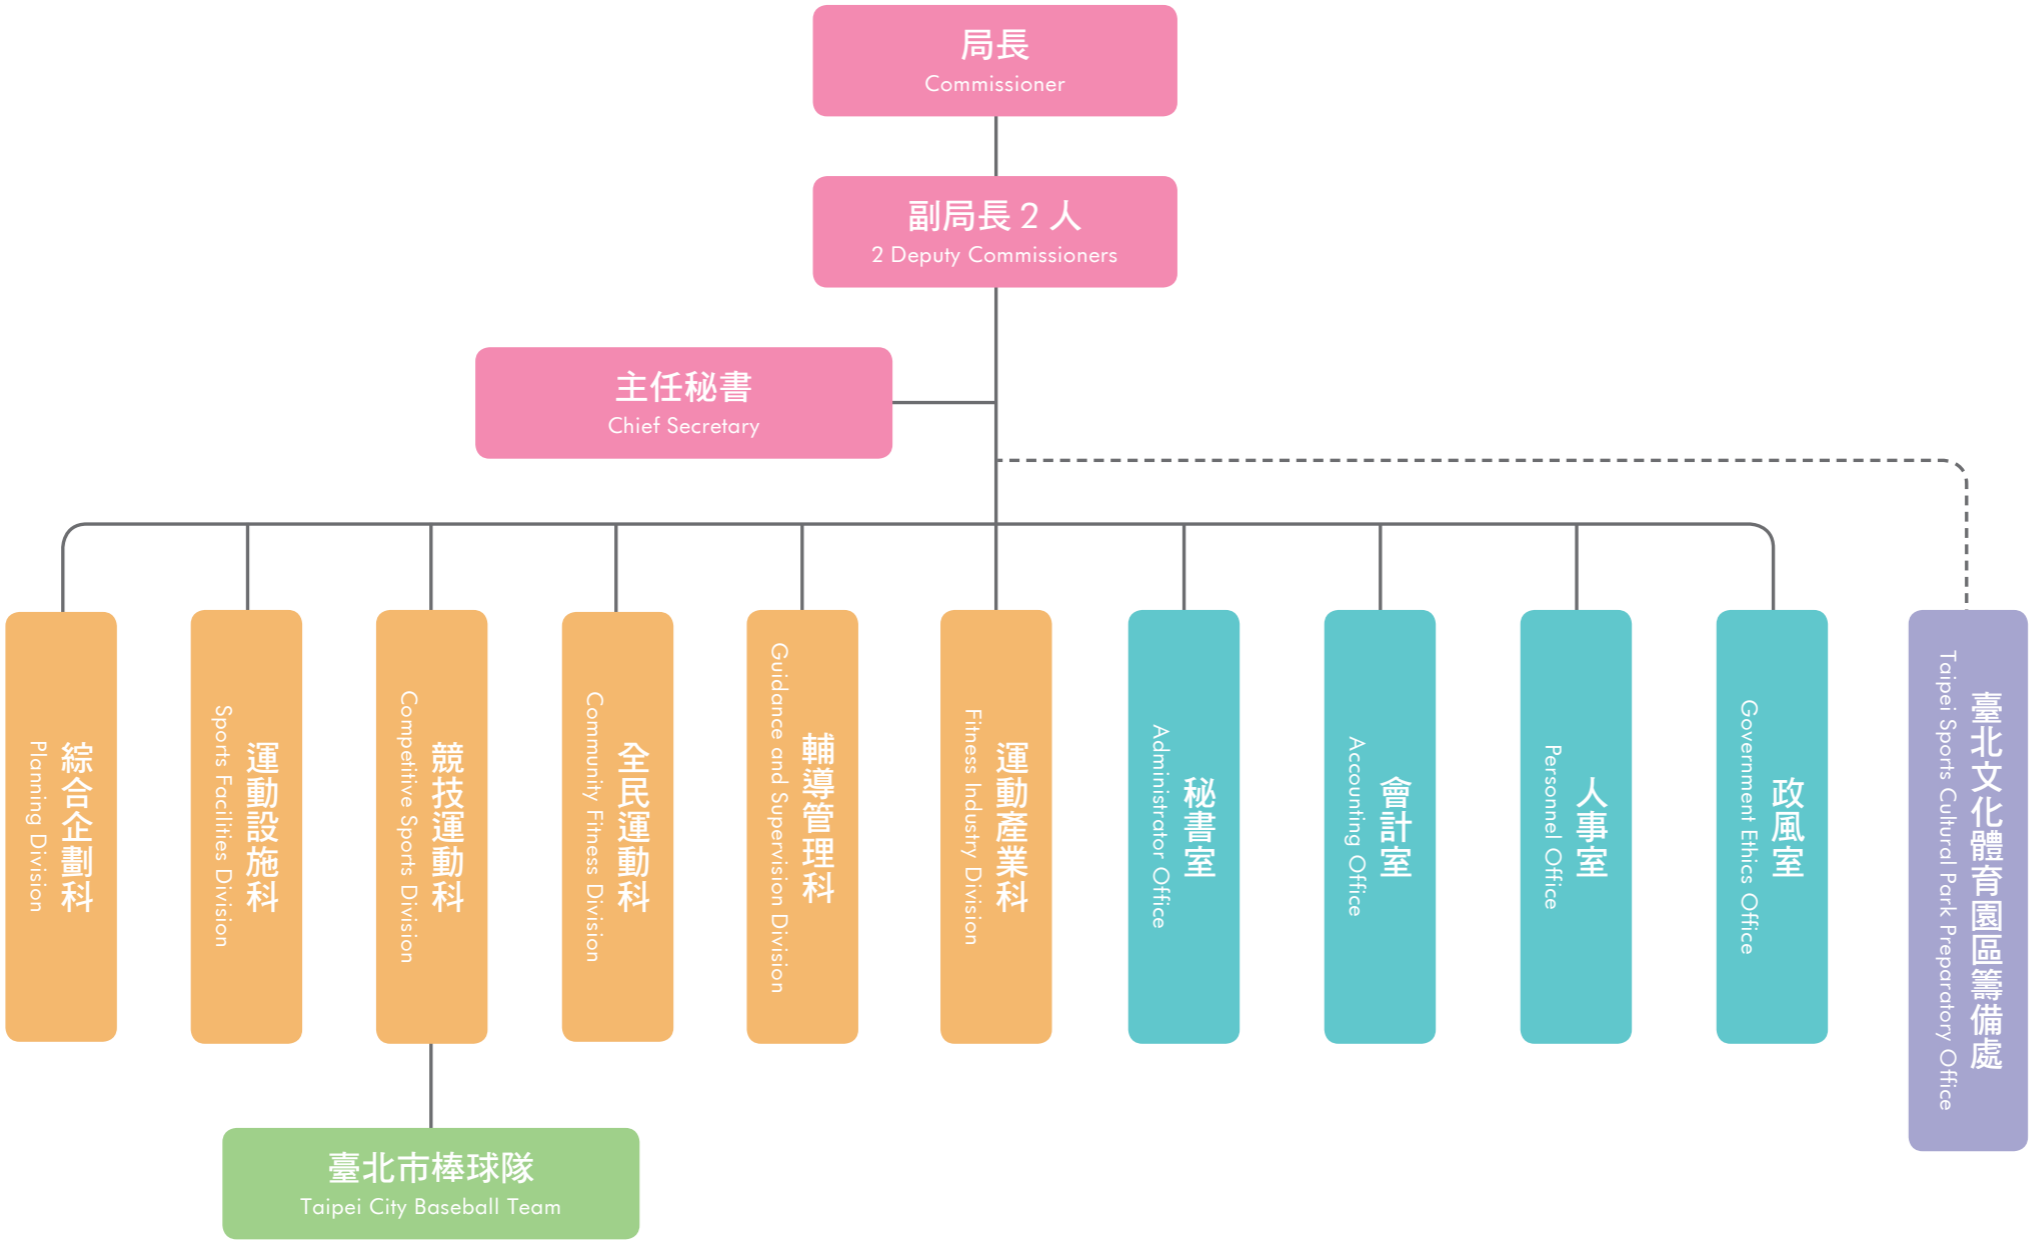 局長
Commissioner
副局長 2 人
2 Deputy Commissioners
主任秘書
Chief Secretary
綜合企劃科
Planning Division
運動設施科
Sports Facilities Division
競技運動科
Competitive Sports Division
全民運動科
Community Fitness Division
輔導管理科
Guidance and Supervision Division
運動產業科
Fitness Industry Division
秘書室
Administrator Office
會計室
Accounting Office
人事室
Personnel Office
政風室
Government Ethics Office
臺北文化體育園區籌備處
Taipei Sports Cultural Park Preparatory Office
臺北市棒球隊
Taipei City Baseball Team